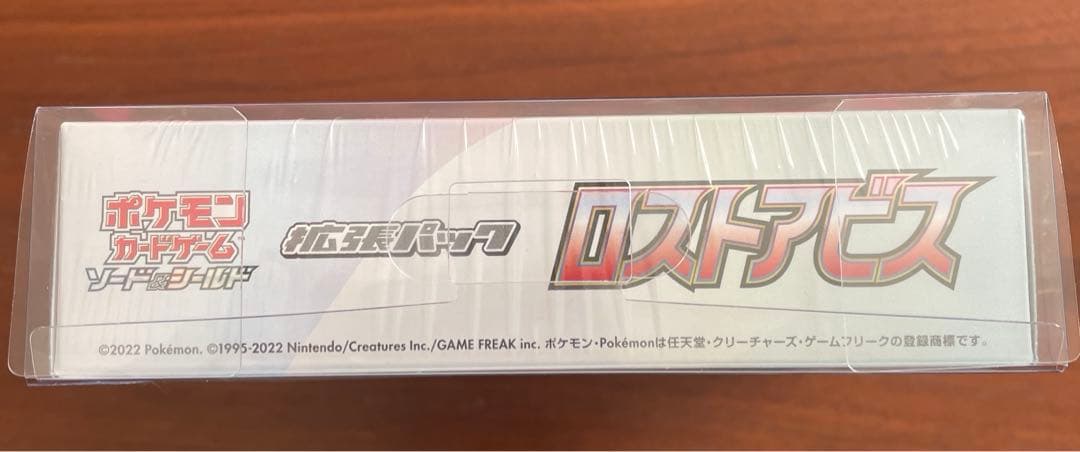 ポケモン
カードゲーム™
ソード&シールド
拡張パック
ロストアビス
©2022 Pokémon. ©1995-2022 Nintendo/Creatures Inc./GAME FREAK inc. ポケモン・Pokémonは任天堂・クリーチャーズ・ゲームフリークの登録商標です。